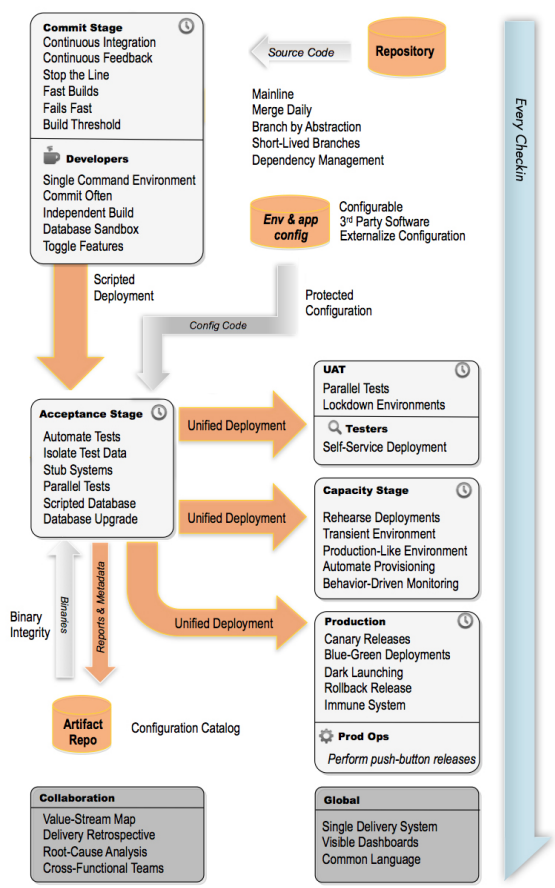 Commit Stage
Continuous Integration
Continuous Feedback
Stop the Line
Fast Builds
Fails Fast
Build Threshold
Developers
Single Command Environment
Commit Often
Independent Build
Database Sandbox
Toggle Features
Source Code
Repository
Mainline
Merge Daily
Branch by Abstraction
Short-Lived Branches
Dependency Management
Every Checkin
Env & app
config
Configurable
3rd Party Software
Externalize Configuration
Scripted
Deployment
Protected
Configuration
Config Code
Acceptance Stage
Automate Tests
Isolate Test Data
Stub Systems
Parallel Tests
Scripted Database
Database Upgrade
Unified Deployment
UAT
Parallel Tests
Lockdown Environments
Testers
Self-Service Deployment
Unified Deployment
Capacity Stage
Rehearse Deployments
Transient Environment
Production-Like Environment
Automate Provisioning
Behavior-Driven Monitoring
Unified Deployment
Production
Canary Releases
Blue-Green Deployments
Dark Launching
Rollback Release
Immune System
Prod Ops
Perform push-button releases
Binary
Integrity
Binaries
Reports & Metadata
Artifact
Repo
Configuration Catalog
Collaboration
Value-Stream Map
Delivery Retrospective
Root-Cause Analysis
Cross-Functional Teams
Global
Single Delivery System
Visible Dashboards
Common Language